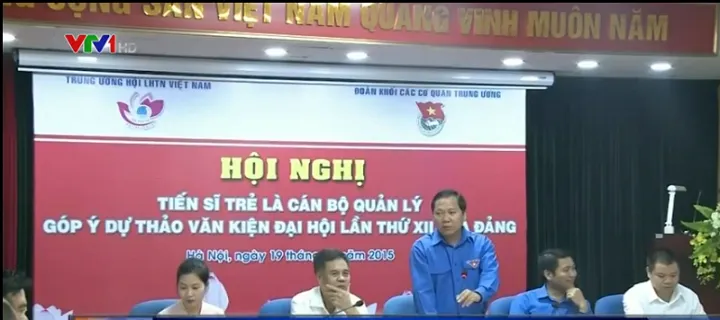 CỘNG SẢN VIỆT NAM QUANG VINH MUÔN NĂM
VTV1 HD
TRUNG ƯƠNG HỘI LHTN VIỆT NAM
ĐOÀN KHỐI CÁC CƠ QUAN TRUNG ƯƠNG
HỘI NGHỊ
TIẾN SĨ TRẺ LÀ CÁN BỘ QUẢN LÝ
GÓP Ý DỰ THẢO VĂN KIỆN ĐẠI HỘI LẦN THỨ XII ĐẢNG
Hà Nội, ngày 19 tháng 2015